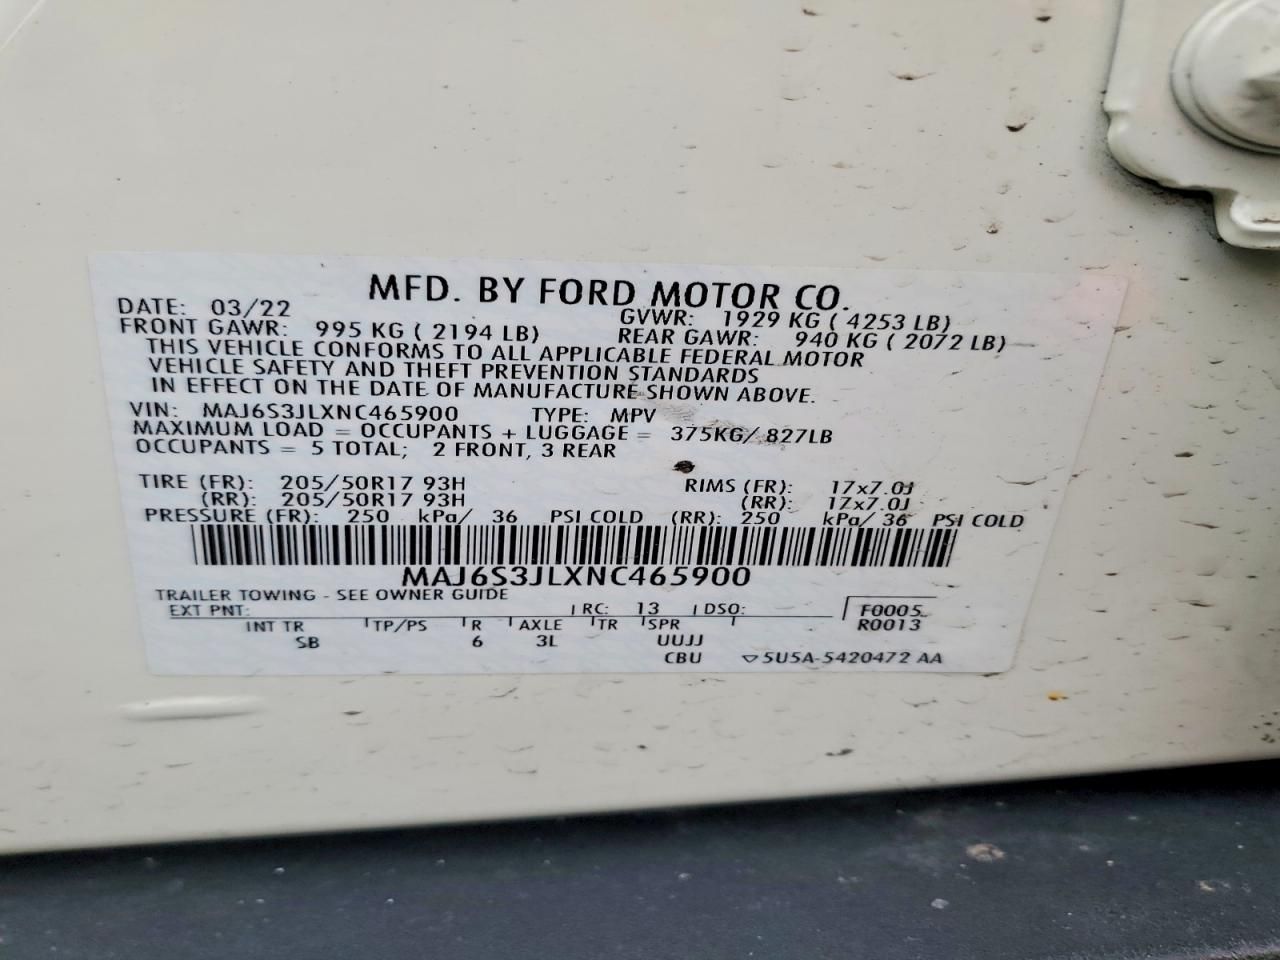 MFD. BY FORD MOTOR CO.
DATE: 03/22 GVWR: 1929 KG ( 4253 LB)
FRONT GAWR: 995 KG ( 2194 LB) REAR GAWR: 940 KG ( 2072 LB)
THIS VEHICLE CONFORMS TO ALL APPLICABLE FEDERAL MOTOR
VEHICLE SAFETY AND THEFT PREVENTION STANDARDS
IN EFFECT ON THE DATE OF MANUFACTURE SHOWN ABOVE.
VIN: MAJ6S3JLXNC465900 TYPE: MPV
MAXIMUM LOAD = OCCUPANTS + LUGGAGE = 375KG/ 827LB
OCCUPANTS = 5 TOTAL; 2 FRONT, 3 REAR
TIRE (FR): 205/50R17 93H RIMS (FR): 17x7.0J
(RR): 205/50R17 93H (RR): 17x7.0J
PRESSURE (FR): 250 kPa/ 36 PSI COLD (RR): 250 kPa/ 36 PSI COLD
MAJ6S3JLXNC465900
TRAILER TOWING - SEE OWNER GUIDE
EXT PNT: RC: 13 DSO: F0005
INT TR TP/PS R AXLE TR SPR R0013
SB 6 3L UUJJ
CBU ▽5U5A-5420472 AA